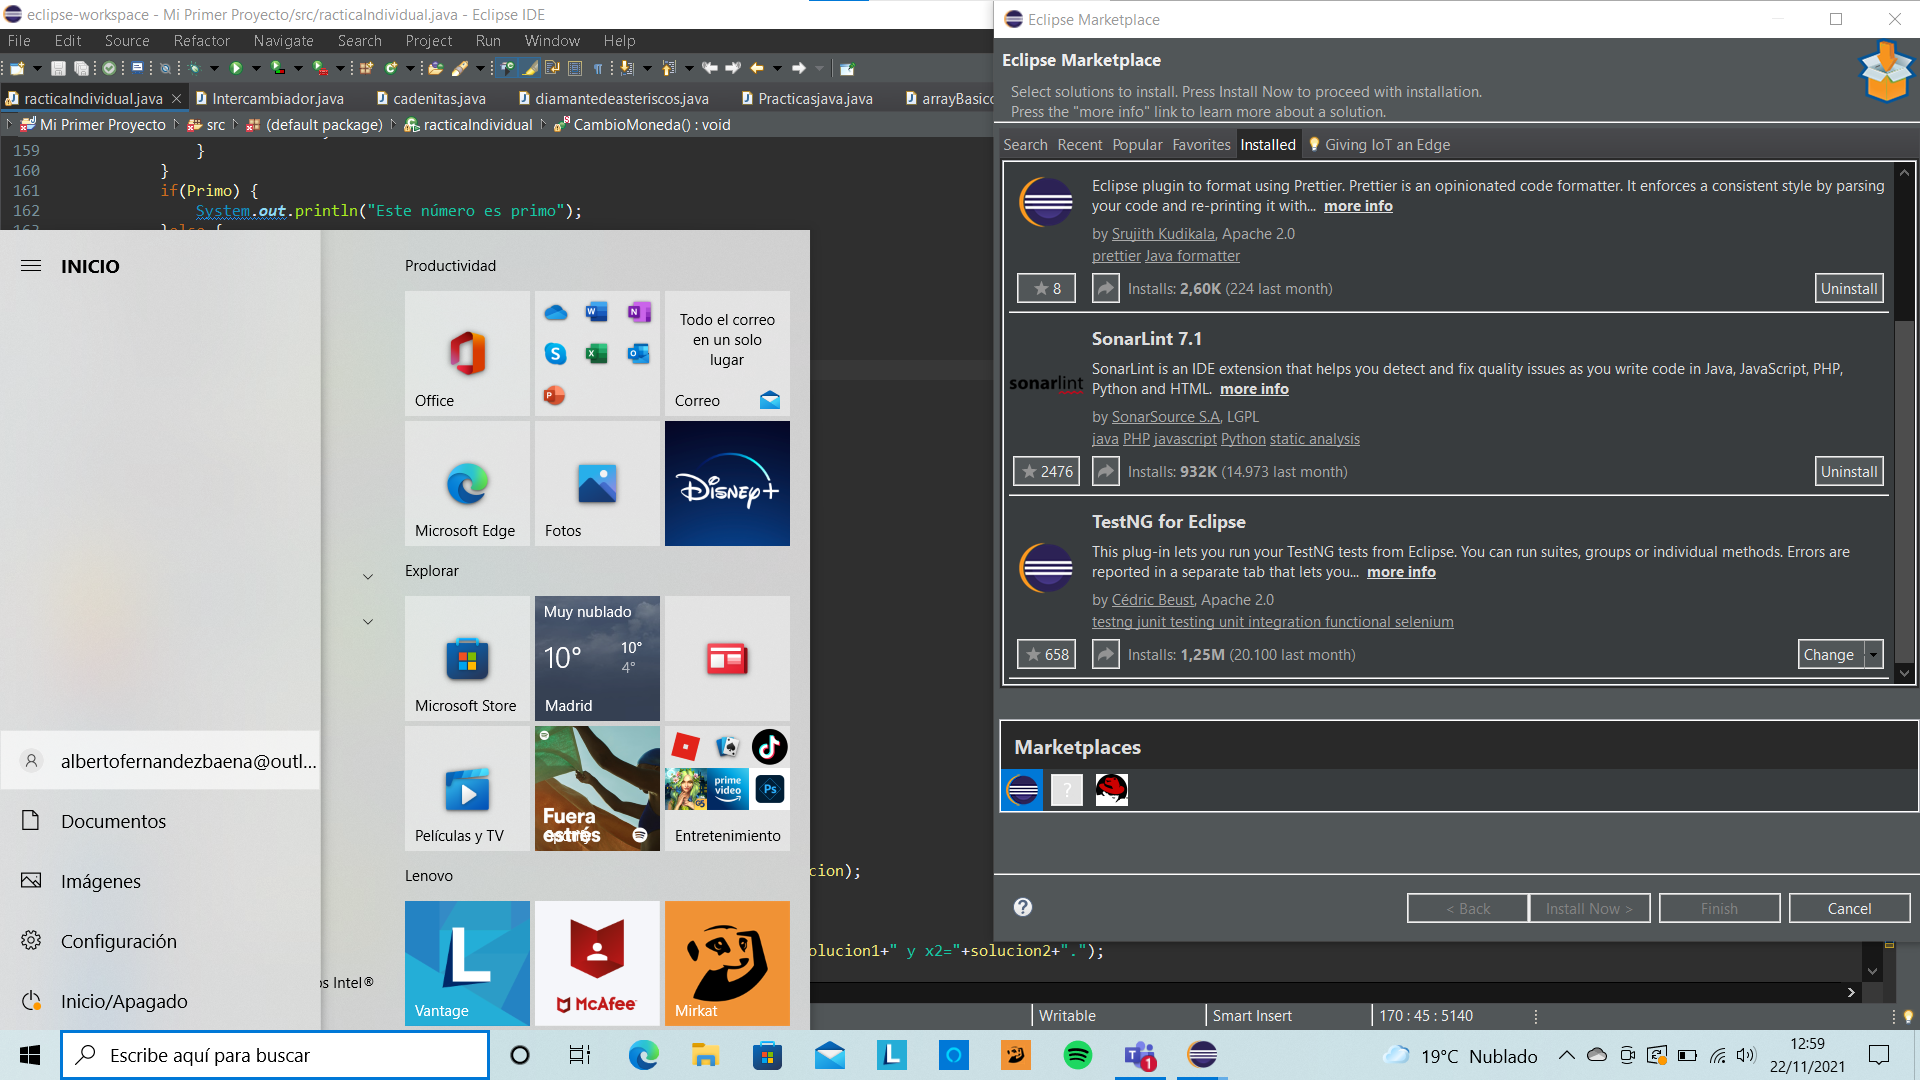 eclipse-workspace - Mi Primer Proyecto/src/racticaIndividual.java - Eclipse IDE
File Edit Source Refactor Navigate Search Project Run Window Help
racticaIndividual.java Intercambiador.java cadenitas.java diamantedeasteriscos.java Practicasjava.java arrayBasico
Mi Primer Proyecto src (default package) racticaIndividual CambioMoneda() : void
159 }
160 }
161 if(Primo) {
162 System.out.println("Este número es primo");
INICIO
albertofernandezbaena@outl...
Documentos
Imágenes
Configuración
Inicio/Apagado
os Intel®
Productividad
Office
Todo el correo
en un solo
lugar
Correo
Microsoft Edge
Fotos
Disney+
Explorar
Microsoft Store
Muy nublado
10°
10°
4°
Madrid
Películas y TV
Fuera
estrés
prime
video
Ps
Entretenimiento
Lenovo
L
Vantage
McAfee
Mirkat
cion);
olucion1+" y x2="+solucion2+".");
Writable Smart Insert 170 : 45 : 5140
Eclipse Marketplace
Eclipse Marketplace
Select solutions to install. Press Install Now to proceed with installation.
Press the "more info" link to learn more about a solution.
Search Recent Popular Favorites Installed Giving IoT an Edge
Eclipse plugin to format using Prettier. Prettier is an opinionated code formatter. It enforces a consistent style by parsing
your code and re-printing it with... more info
by Srujith Kudikala, Apache 2.0
prettier Java formatter
8 Installs: 2,60K (224 last month) Uninstall
SonarLint 7.1
sonarlint
SonarLint is an IDE extension that helps you detect and fix quality issues as you write code in Java, JavaScript, PHP,
Python and HTML. more info
by SonarSource S.A, LGPL
java PHP javascript Python static analysis
2476 Installs: 932K (14.973 last month) Uninstall
TestNG for Eclipse
This plug-in lets you run your TestNG tests from Eclipse. You can run suites, groups or individual methods. Errors are
reported in a separate tab that lets you... more info
by Cédric Beust, Apache 2.0
testng junit testing unit integration functional selenium
658 Installs: 1,25M (20.100 last month) Change
Marketplaces
?
? < Back Install Now > Finish Cancel
Escribe aquí para buscar
L
1
19°C Nublado
12:59
22/11/2021